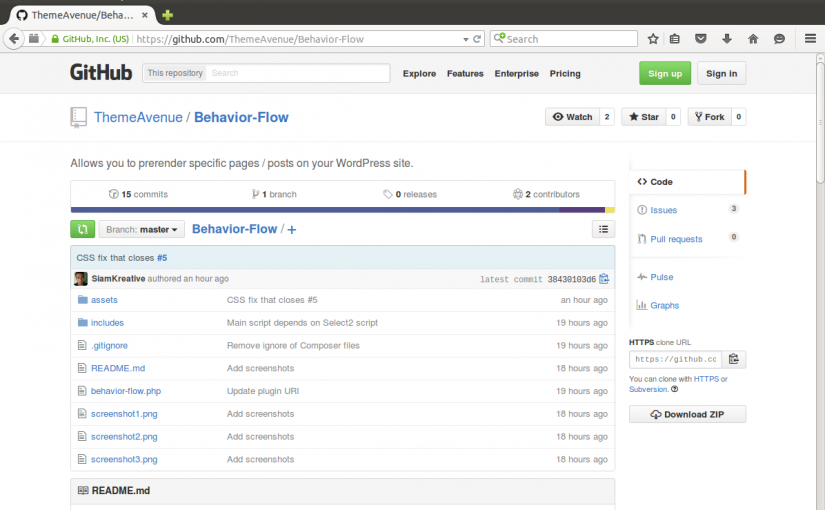 ThemeAvenue/Beha...
GitHub, Inc. (US) https://github.com/ThemeAvenue/Behavior-Flow Search
GitHub This repository Search Explore Features Enterprise Pricing Sign up Sign in
ThemeAvenue / Behavior-Flow Watch 2 Star 0 Fork 0
Allows you to prerender specific pages / posts on your WordPress site.
15 commits 1 branch 0 releases 2 contributors
Branch: master Behavior-Flow / +
CSS fix that closes #5
SiamKreative authored an hour ago latest commit 38430103d6
assets CSS fix that closes #5 an hour ago
includes Main script depends on Select2 script 19 hours ago
.gitignore Remove ignore of Composer files 19 hours ago
README.md Add screenshots 18 hours ago
behavior-flow.php Update plugin URI 19 hours ago
screenshot1.png Add screenshots 18 hours ago
screenshot2.png Add screenshots 18 hours ago
screenshot3.png Add screenshots 18 hours ago
README.md
Code
Issues 3
Pull requests 0
Pulse
Graphs
HTTPS clone URL
https://github.cc
You can clone with HTTPS or
Subversion.
Download ZIP